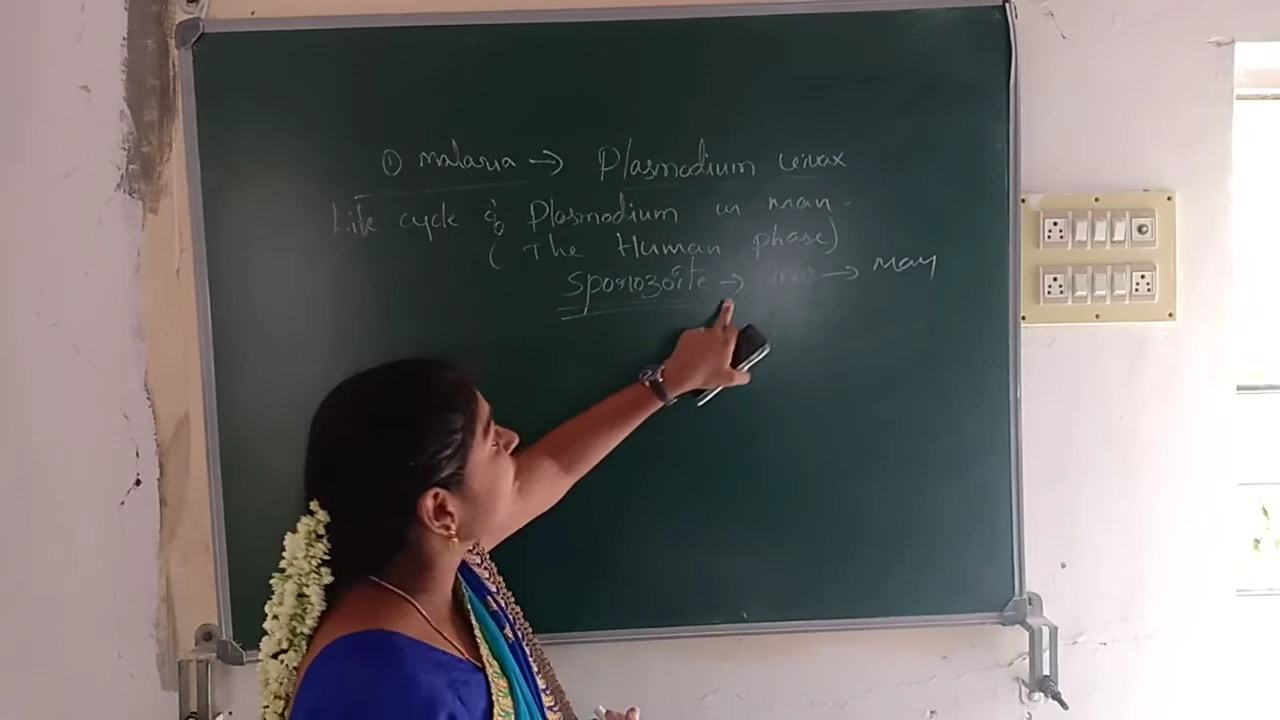 ① malaria → Plasmodium vivax
Life cycle of Plasmodium in man.
( The Human phase)
Sporozoite → → man